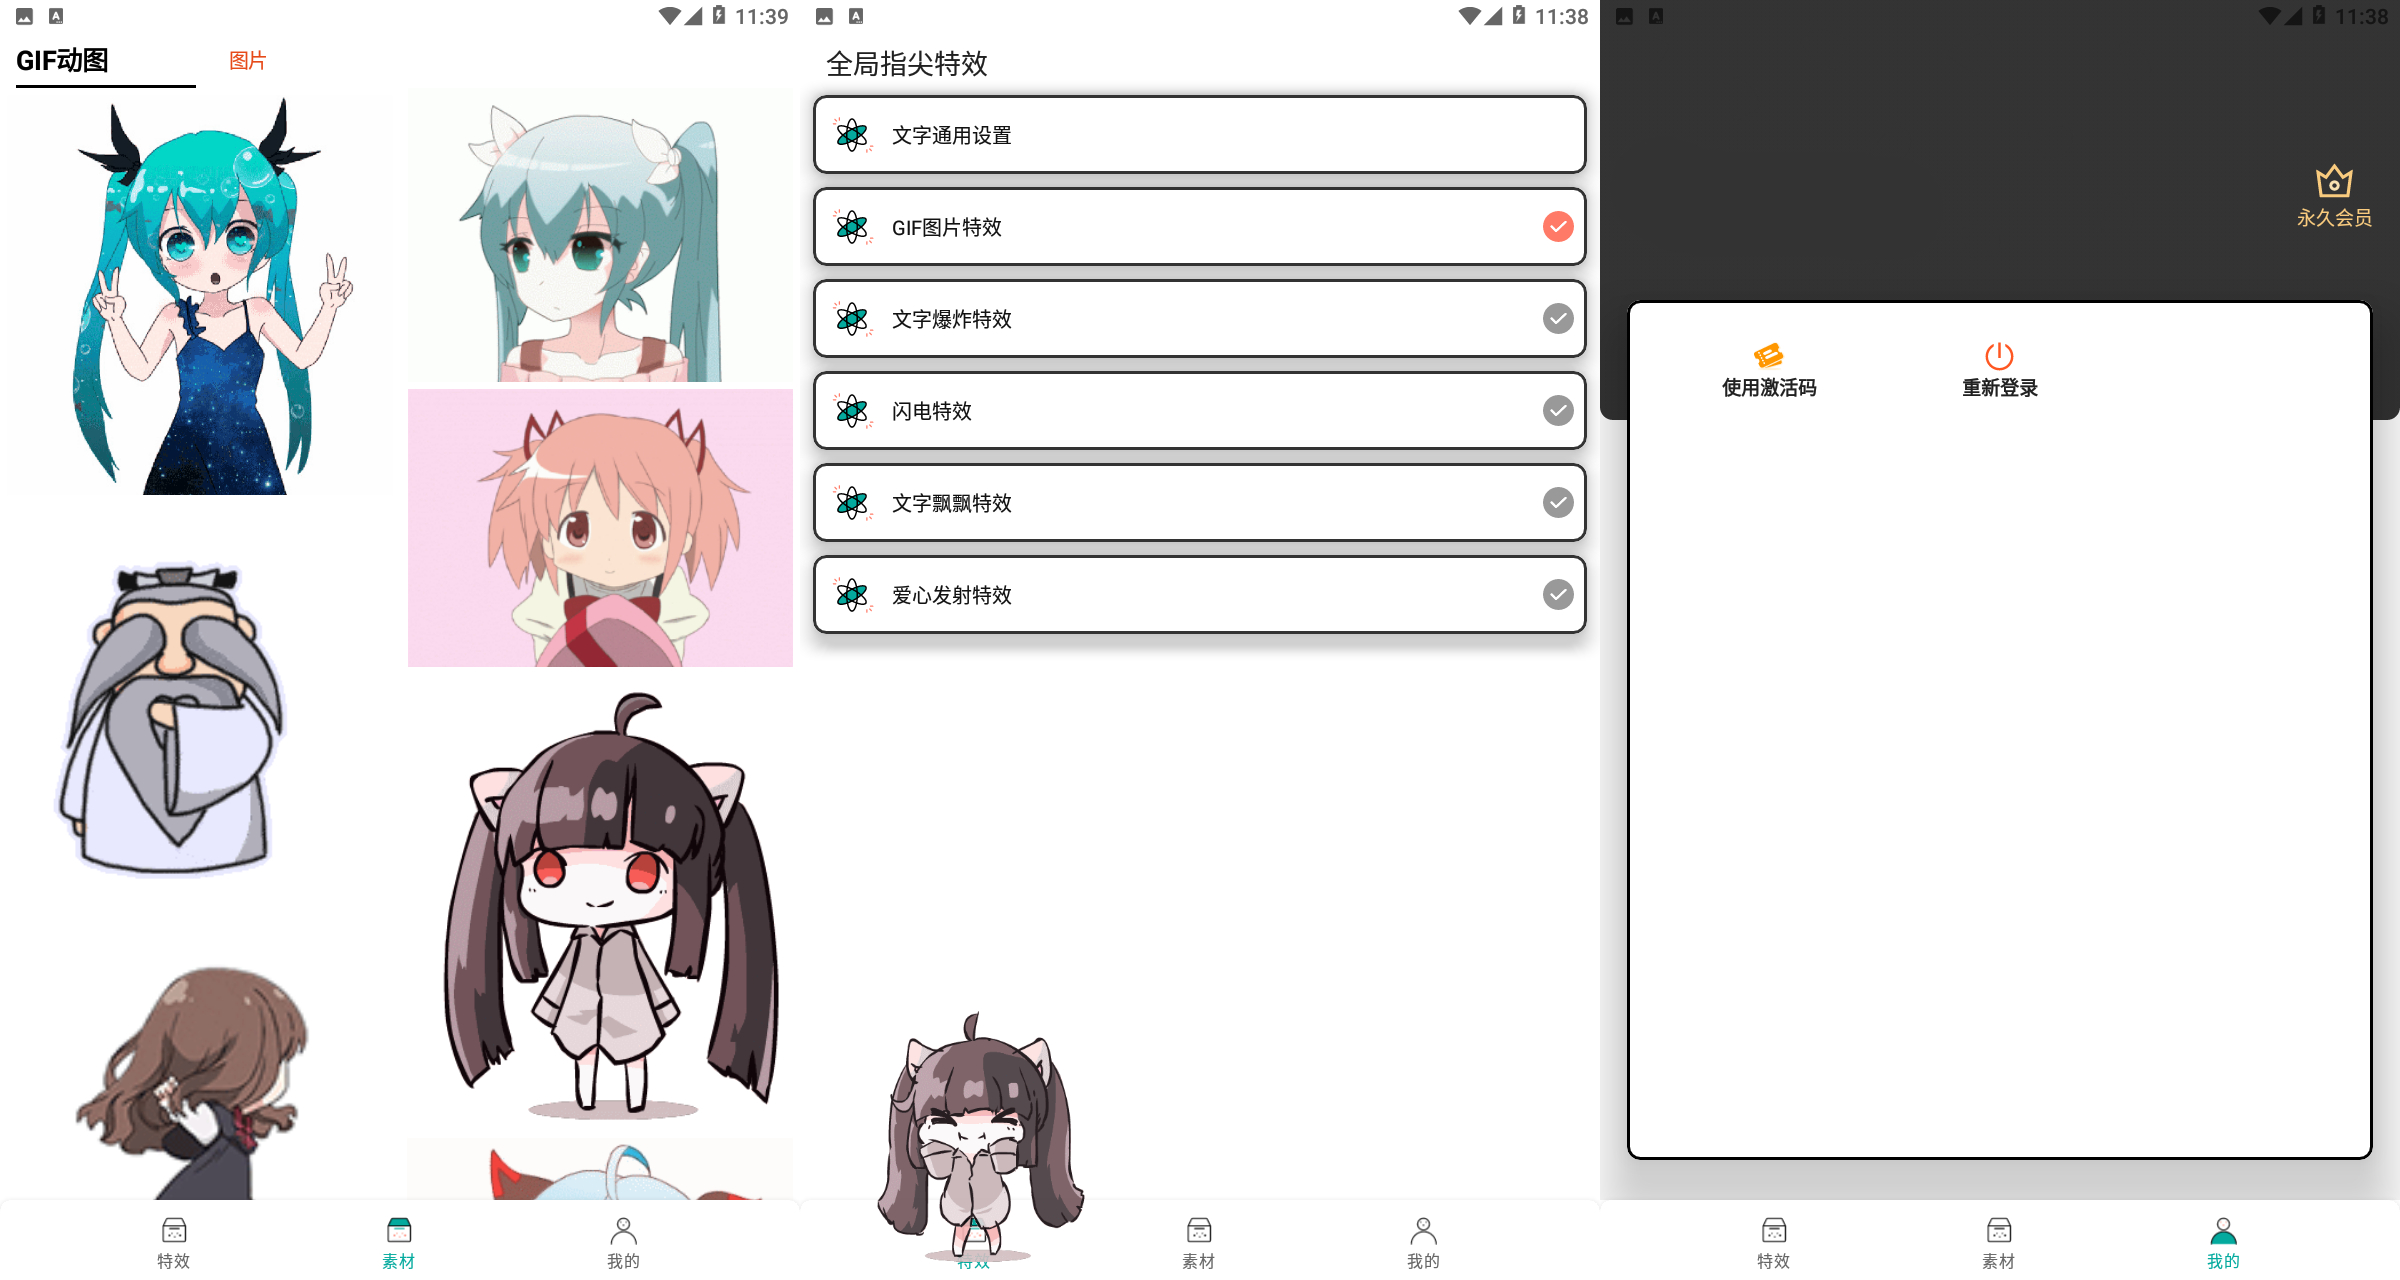 11:39
GIF动图 图片
特效 素材 我的
11:38
全局指尖特效
文字通用设置
GIF图片特效
文字爆炸特效
闪电特效
文字飘飘特效
爱心发射特效
特效 素材 我的
11:38
永久会员
使用激活码 重新登录
特效 素材 我的